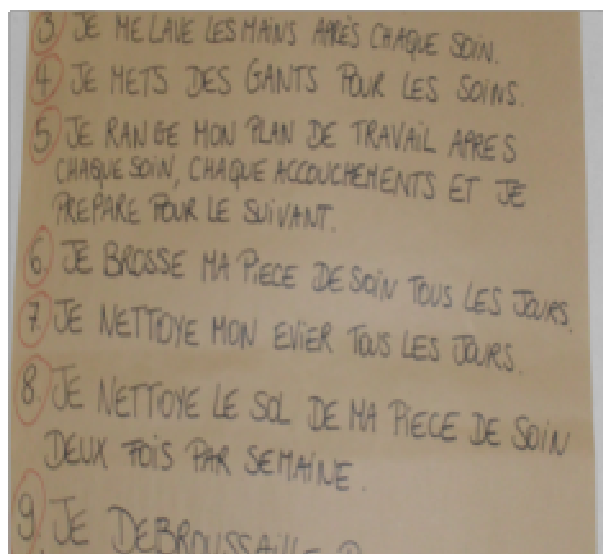 3. JE ME LAVE LES MAINS APRÈS CHAQUE SOIN.
4. JE METS DES GANTS POUR LES SOINS.
5. JE RANGE MON PLAN DE TRAVAIL APRES
CHAQUE SOIN, CHAQUE ACCOUCHEMENTS ET JE
PREPARE POUR LE SUIVANT.
6. JE BROSSE MA PIECE DE SOIN TOUS LES JOURS.
7. JE NETTOYE MON EVIER TOUS LES JOURS.
8. JE NETTOYE LE SOL DE MA PIECE DE SOIN
DEUX FOIS PAR SEMAINE.
9. JE DEBROUSSAILLE